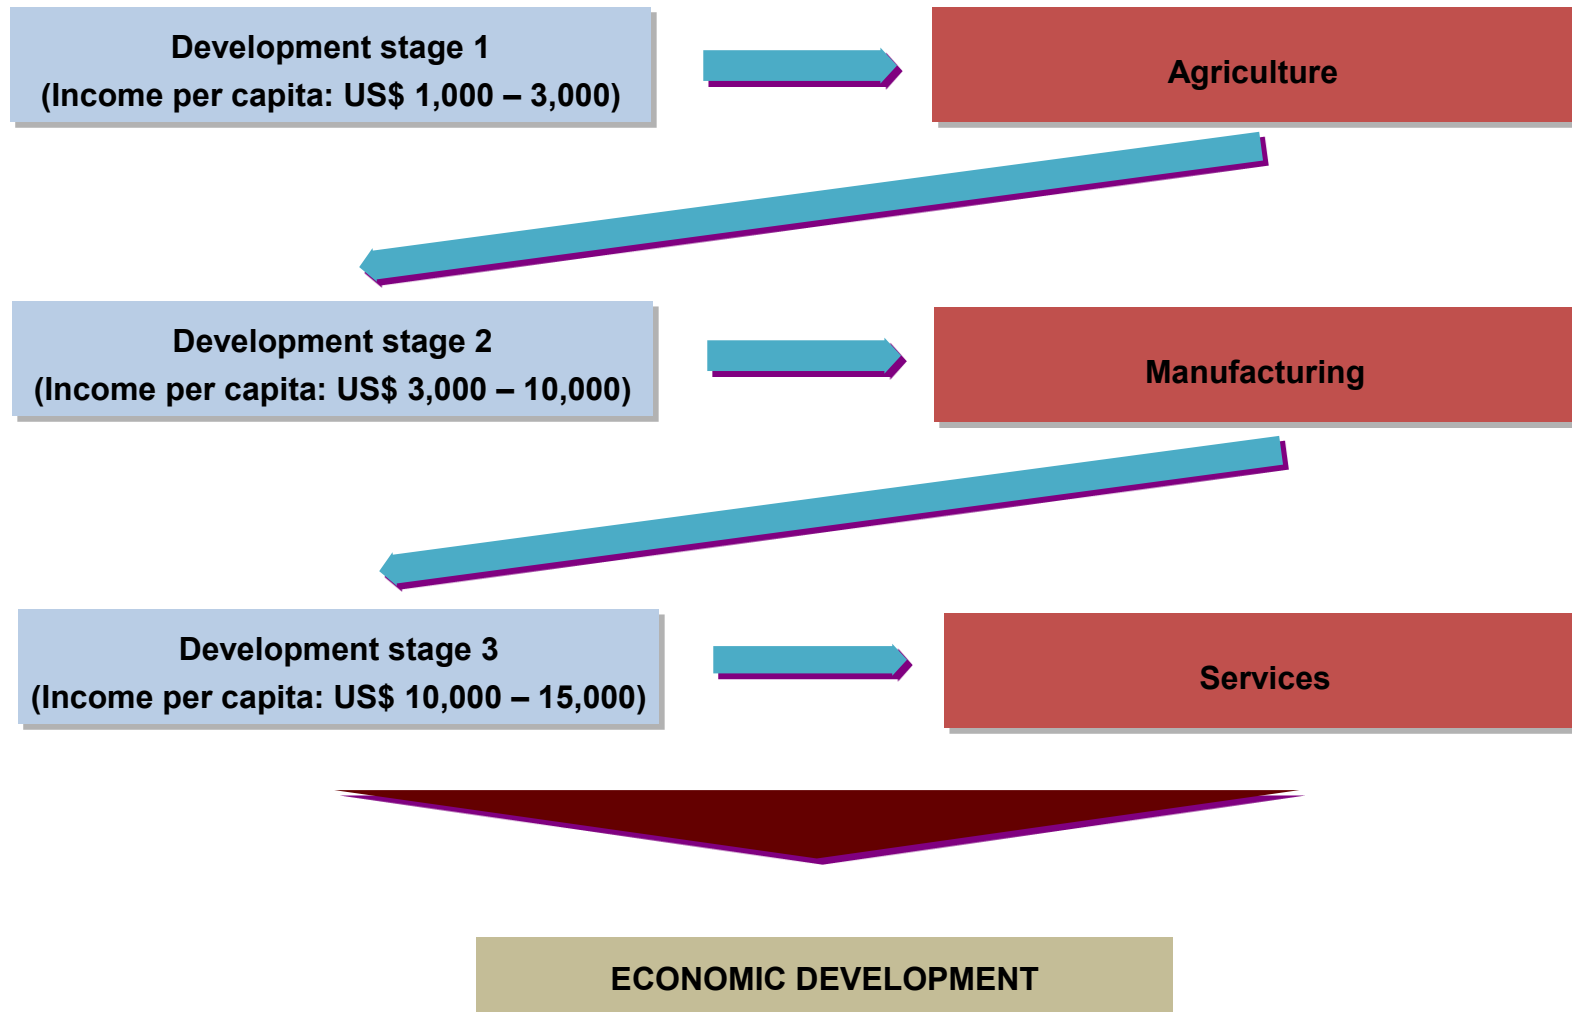 Development stage 1
(Income per capita: US$ 1,000 – 3,000)
Agriculture
Development stage 2
(Income per capita: US$ 3,000 – 10,000)
Manufacturing
Development stage 3
(Income per capita: US$ 10,000 – 15,000)
Services
ECONOMIC DEVELOPMENT